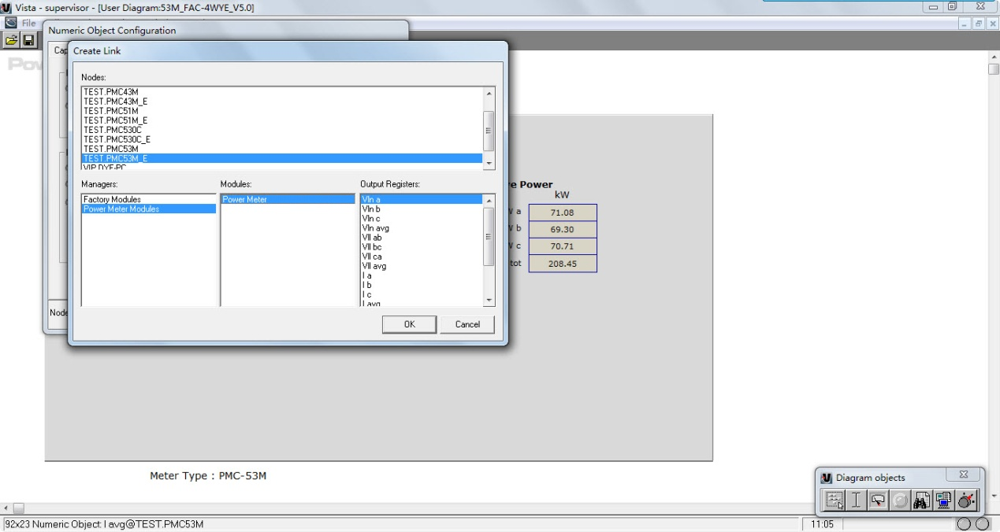 Vista - supervisor - [User Diagram:53M_FAC-4WYE_V5.0]
File
Numeric Object Configuration
Cap
Create Link
Pow
Nodes:
TEST.PMC43M
TEST.PMC43M_E
TEST.PMC51M
TEST.PMC51M_E
TEST.PMC530C
TEST.PMC530C_E
TEST.PMC53M
TEST.PMC53M_E
VIP.DYF-PC
Managers:
Modules:
Output Registers:
Factory Modules
Power Meter Modules
Power Meter
Vln a
Vln b
Vln c
Vln avg
Vll ab
Vll bc
Vll ca
Vll avg
I a
I b
I c
I avg
OK
Cancel
Node
e Power
kW
W a 71.08
W b 69.30
W c 70.71
tot 208.45
Meter Type : PMC-53M
Diagram objects
92x23 Numeric Object: I avg@TEST.PMC53M
11:05